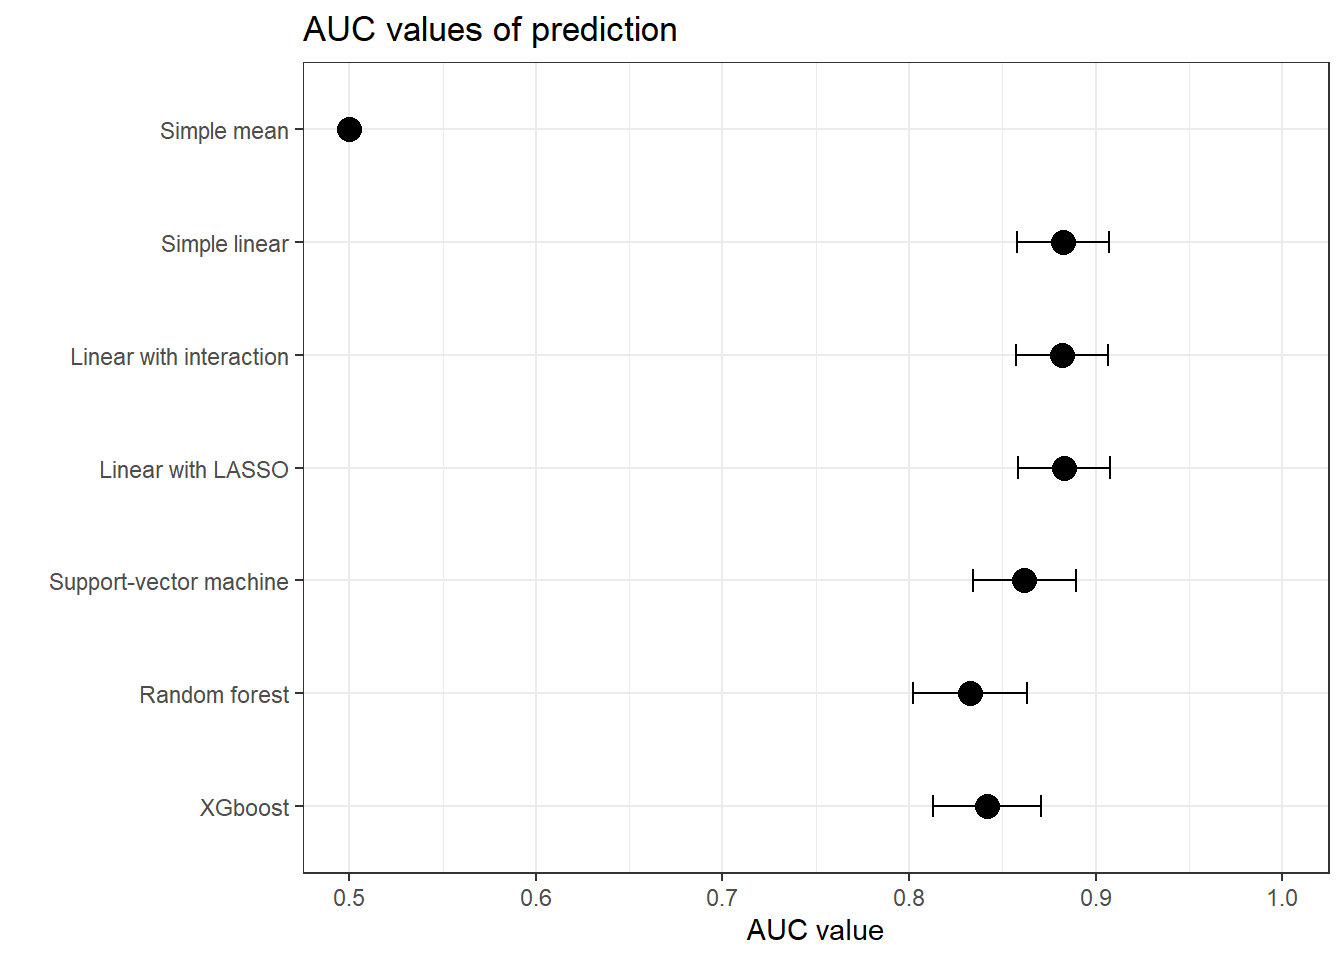 AUC values of prediction
Simple mean
Simple linear
Linear with interaction
Linear with LASSO
Support-vector machine
Random forest
XGboost
0.5 0.6 0.7 0.8 0.9 1.0
AUC value